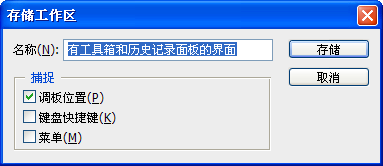 存储工作区
名称(N): 有工具箱和历史记录面板的界面
存储
取消
捕捉
调板位置(P)
键盘快捷键(K)
菜单(M)